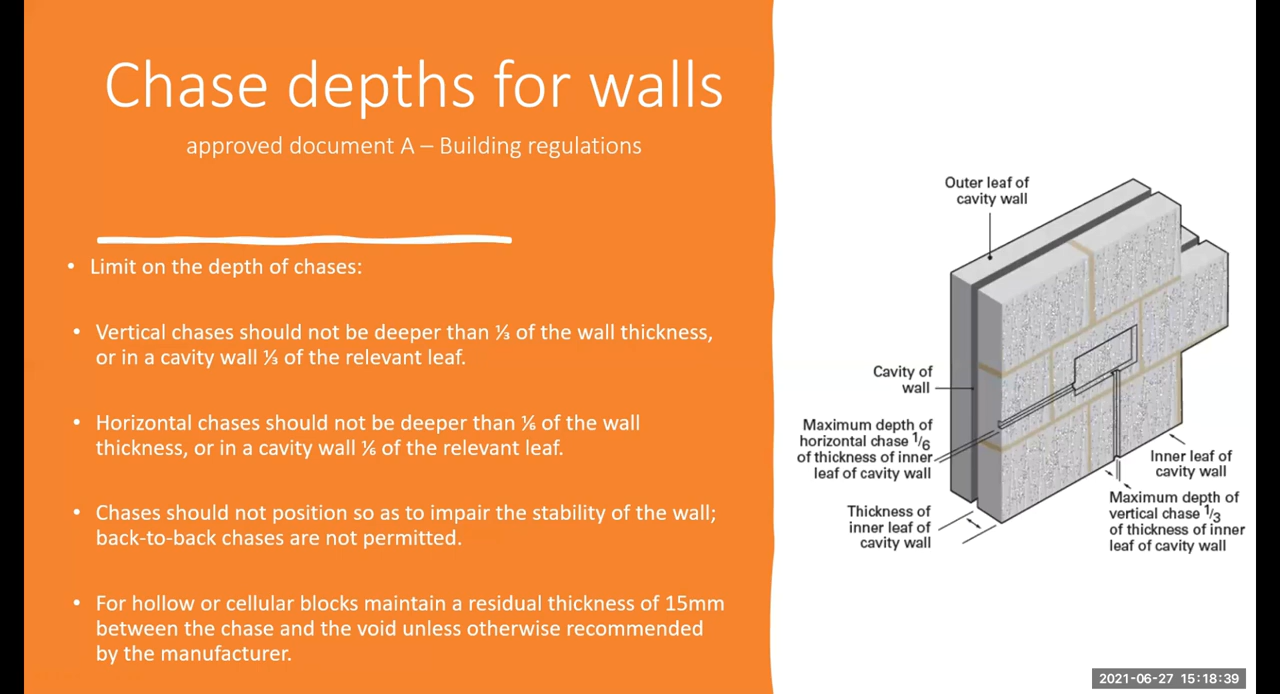 Chase depths for walls
approved document A – Building regulations
• Limit on the depth of chases:
• Vertical chases should not be deeper than ⅓ of the wall thickness,
or in a cavity wall ⅓ of the relevant leaf.
• Horizontal chases should not be deeper than ⅙ of the wall
thickness, or in a cavity wall ⅙ of the relevant leaf.
• Chases should not position so as to impair the stability of the wall;
back-to-back chases are not permitted.
• For hollow or cellular blocks maintain a residual thickness of 15mm
between the chase and the void unless otherwise recommended
by the manufacturer.
Outer leaf of
cavity wall
Cavity of
wall
Maximum depth of
horizontal chase 1/6
of thickness of inner
leaf of cavity wall
Thickness of
inner leaf of
cavity wall
Inner leaf of
cavity wall
Maximum depth of
vertical chase 1/3
of thickness of inner
leaf of cavity wall
2021-06-27 15:18:39